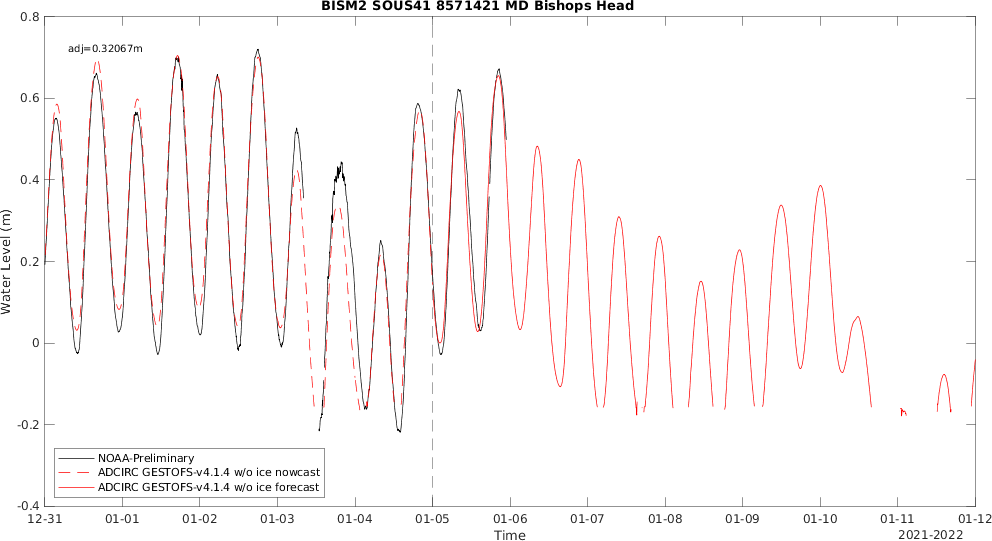 BISM2 SOUS41 8571421 MD Bishops Head
adj=0.32067m
Water Level (m)
0.8
0.6
0.4
0.2
0
-0.2
-0.4
NOAA-Preliminary
ADCIRC GESTOFS-v4.1.4 w/o ice nowcast
ADCIRC GESTOFS-v4.1.4 w/o ice forecast
12-31 01-01 01-02 01-03 01-04 01-05 01-06 01-07 01-08 01-09 01-10 01-11 01-12
Time
2021-2022